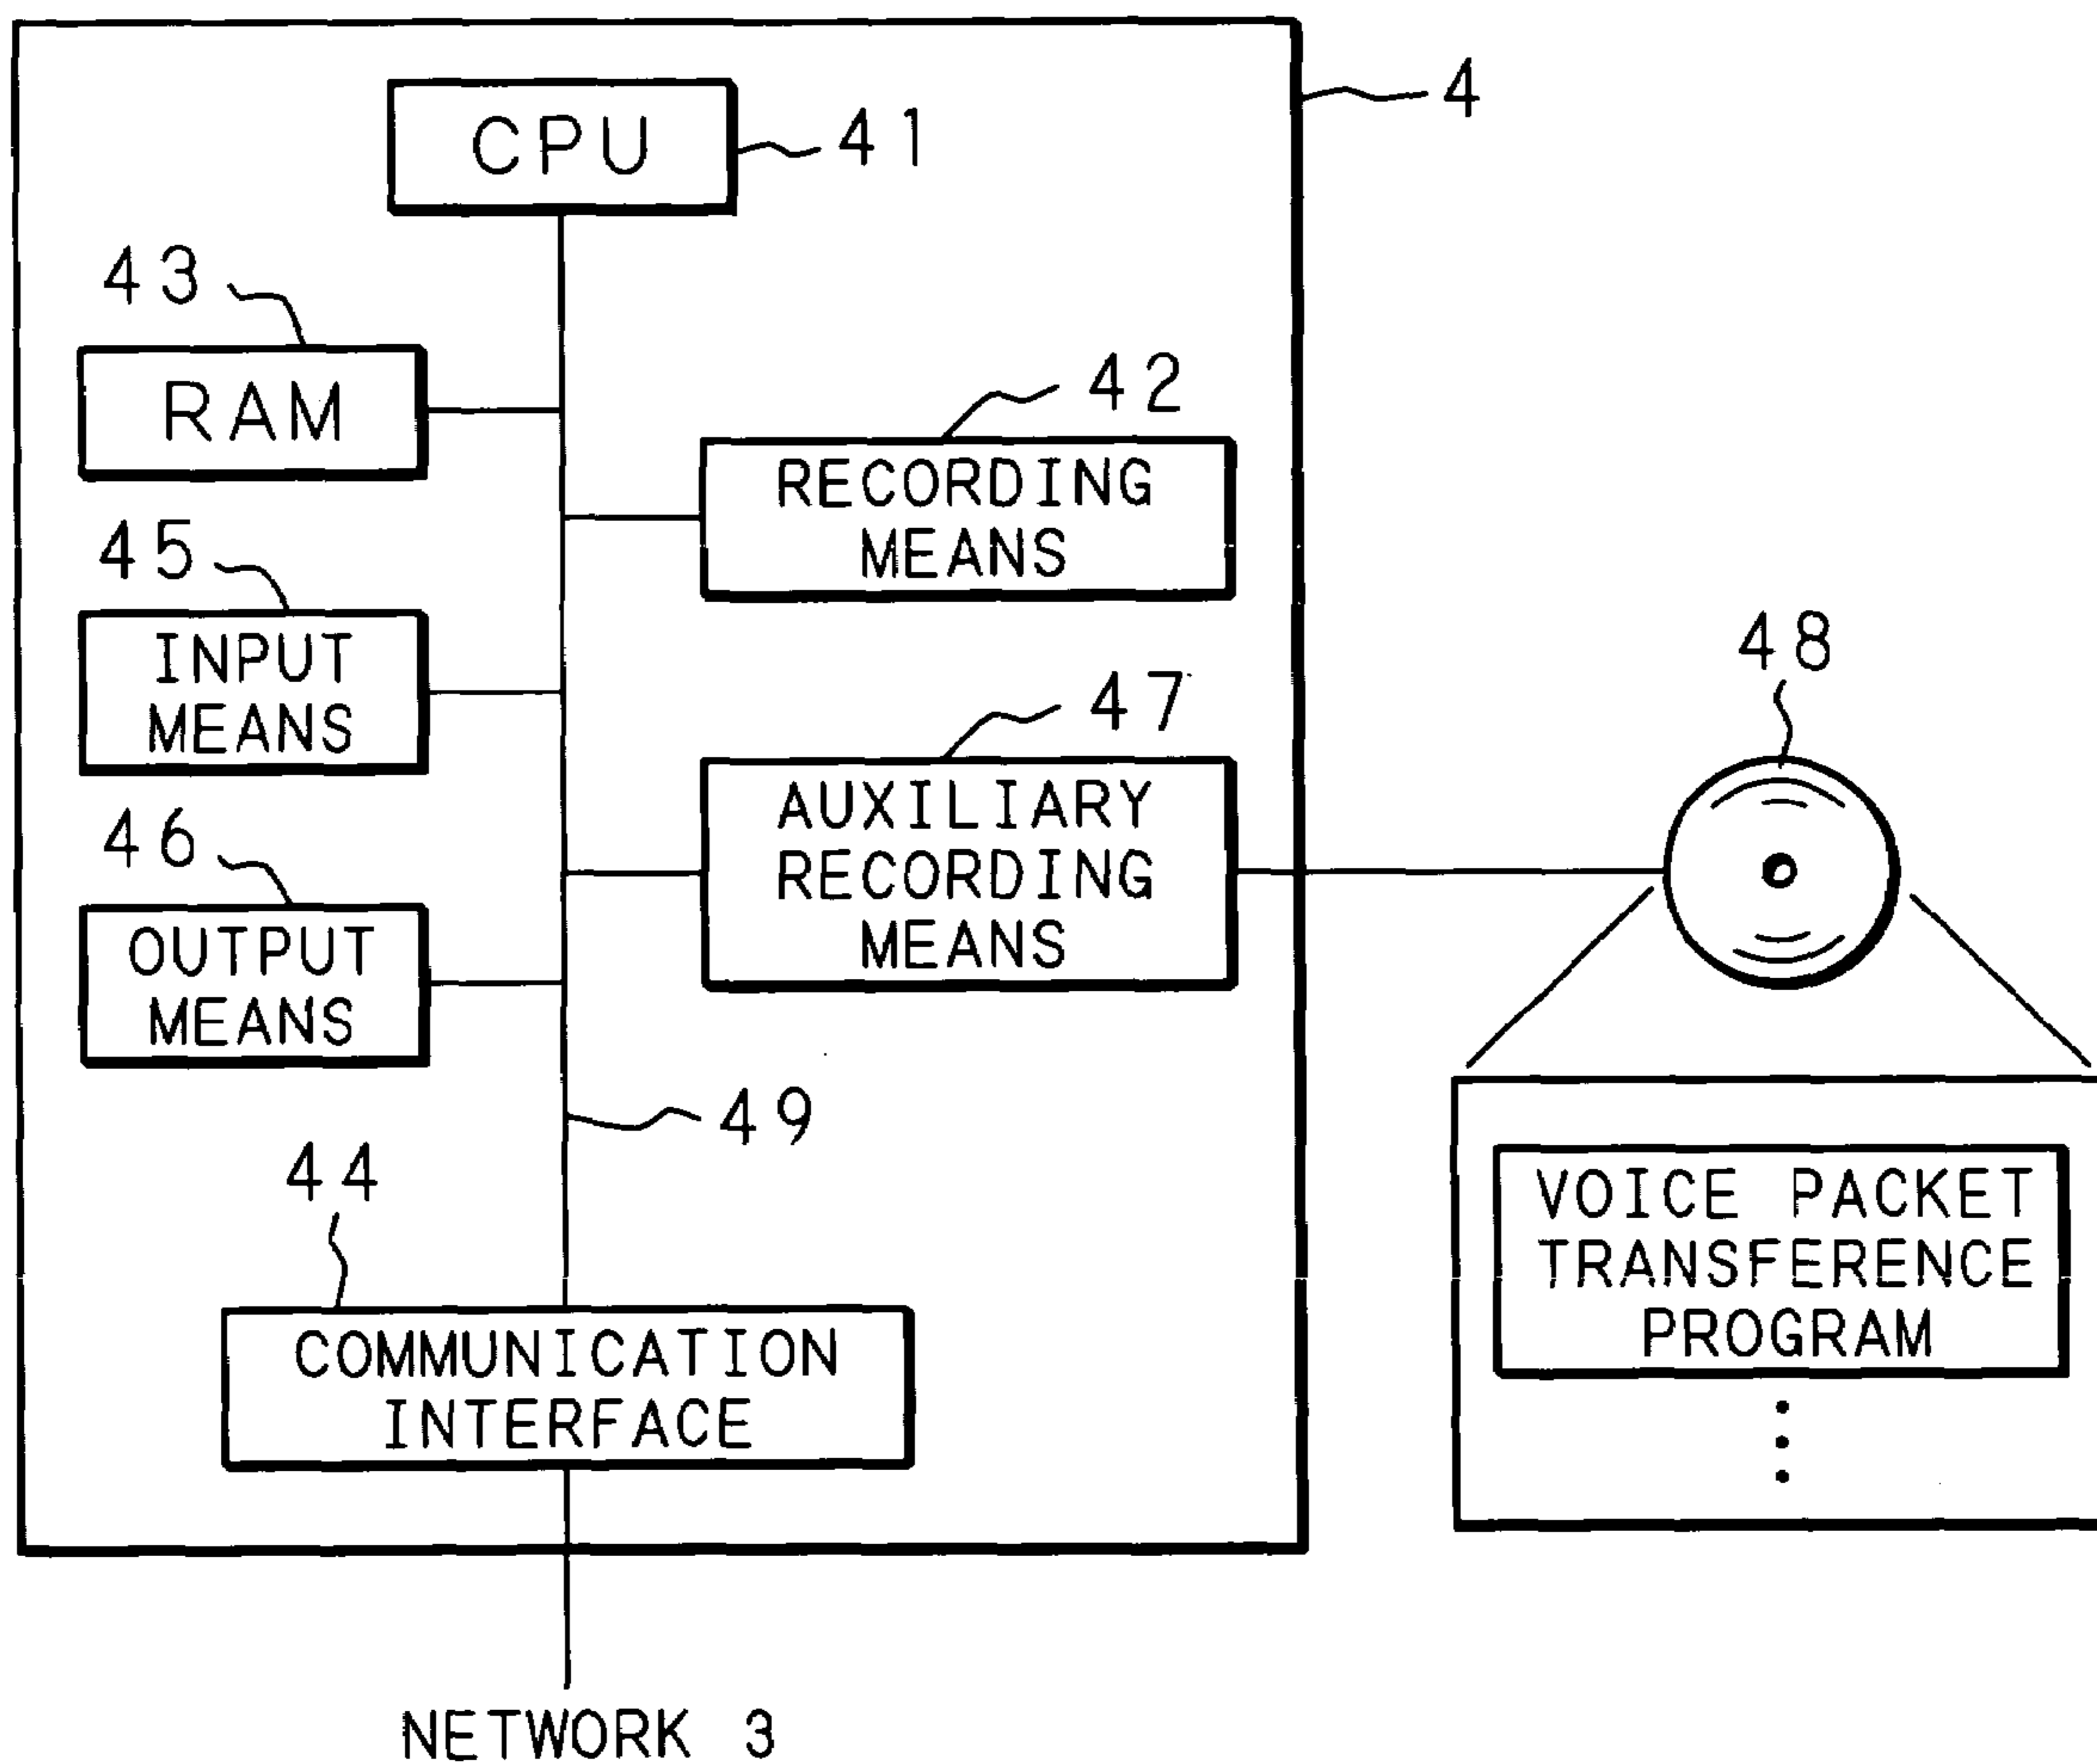 4
CPU
41
43
RAM
42
RECORDING
MEANS
45
INPUT
MEANS
47
AUXILIARY
RECORDING
MEANS
48
46
OUTPUT
MEANS
49
44
COMMUNICATION
INTERFACE
VOICE PACKET
TRANSFERENCE
PROGRAM
NETWORK 3